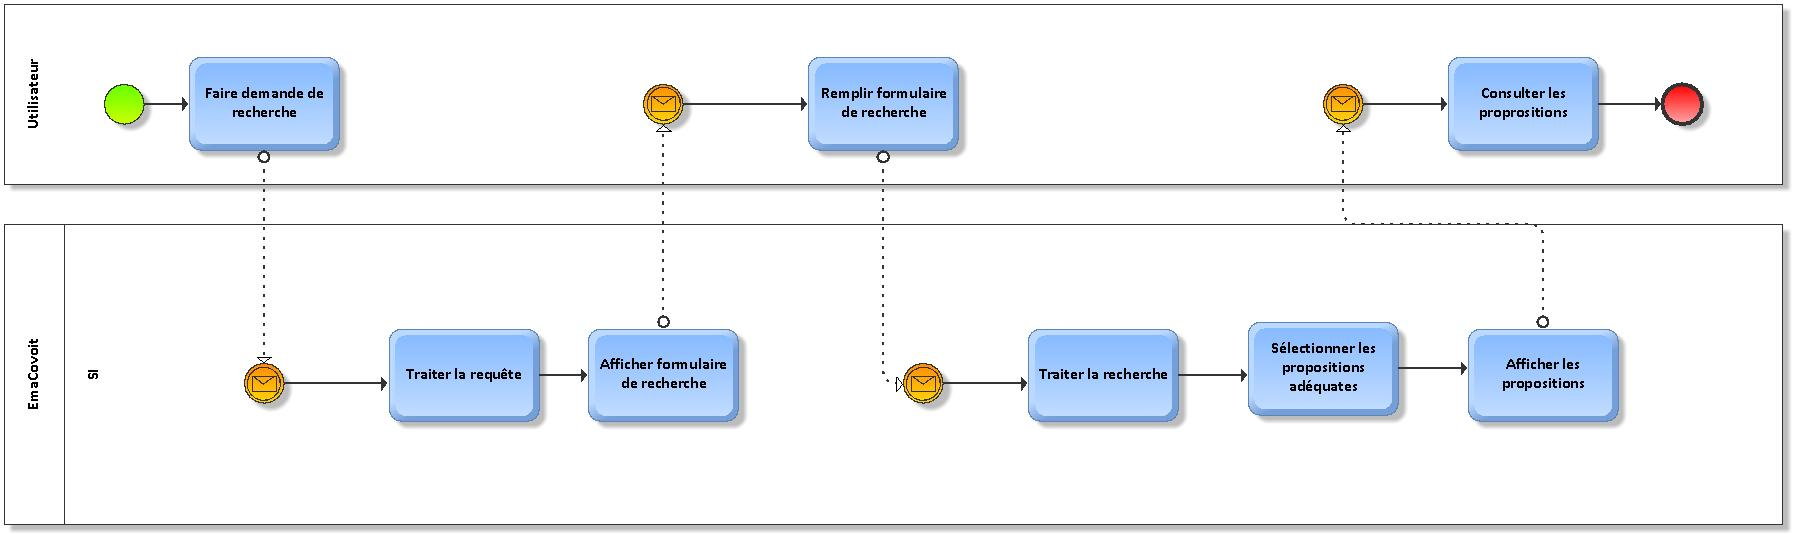 Utilisateur
Faire demande de
recherche
Remplir formulaire
de recherche
Consulter les
proprositions
EmaCovoit
SI
Traiter la requête
Afficher formulaire
de recherche
Traiter la recherche
Sélectionner les
propositions
adéquates
Afficher les
propositions